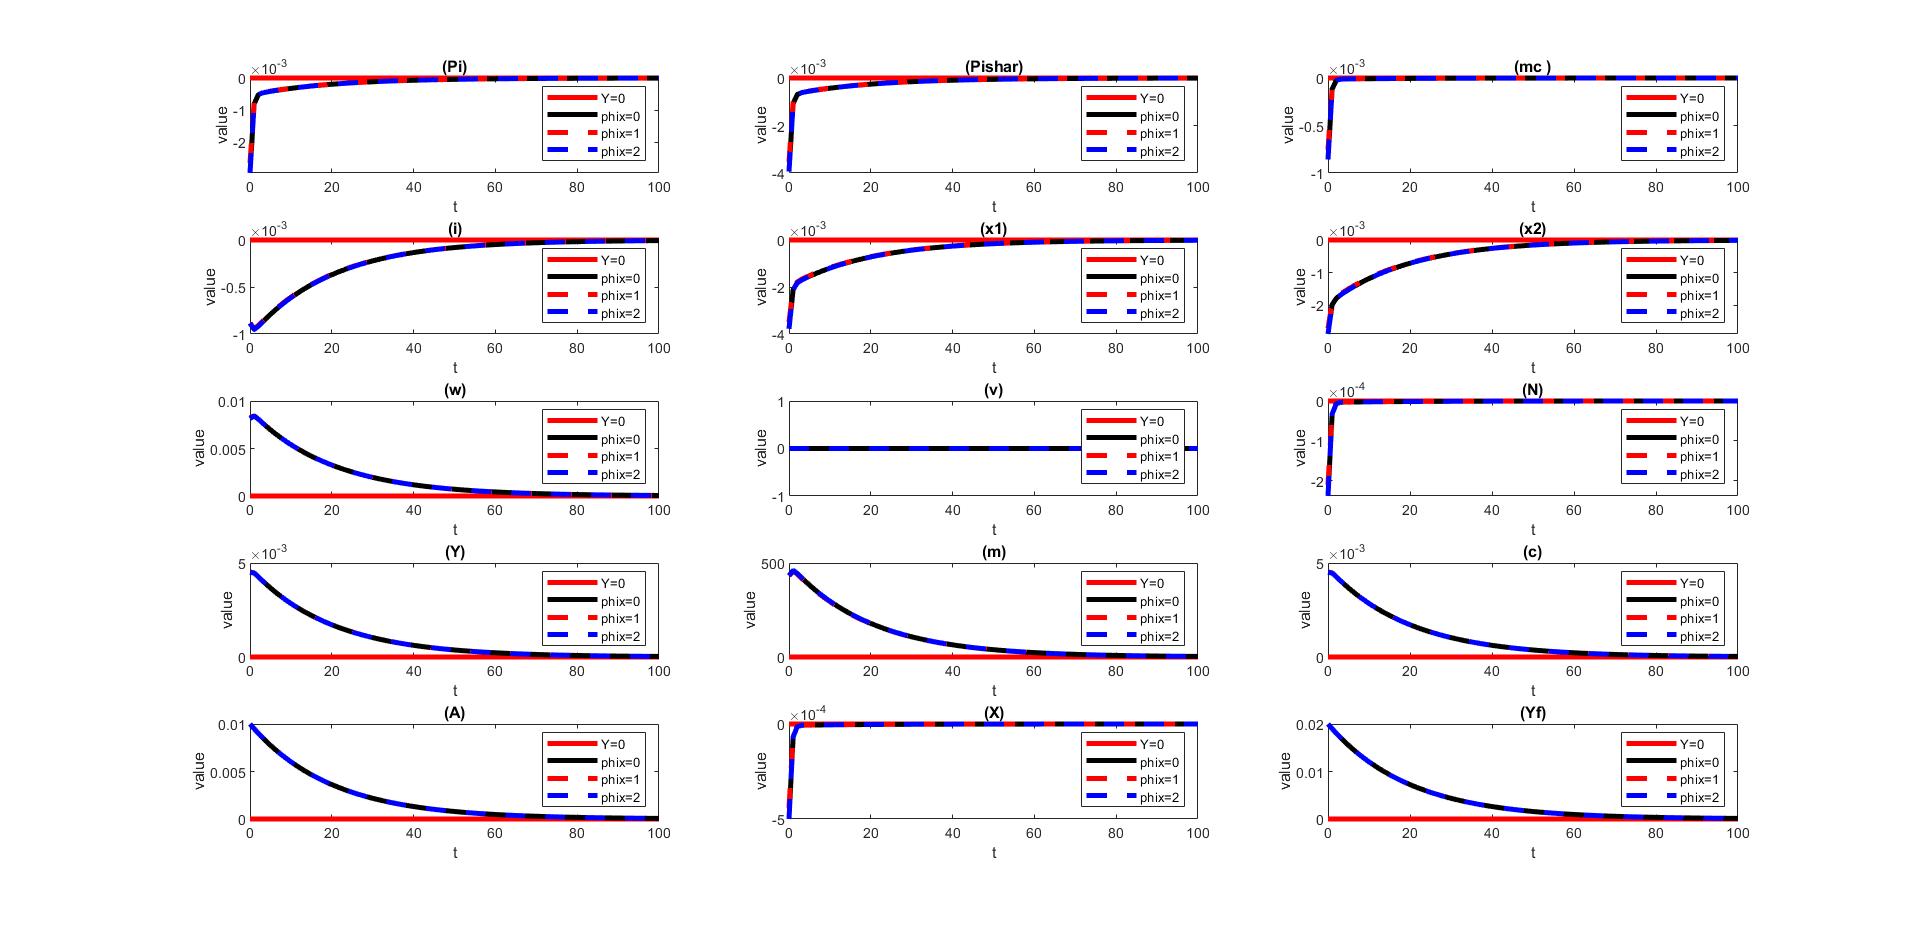 (Pi)
×10^-3
0
-1
-2
value
0 20 40 60 80 100
t
Y=0
phix=0
phix=1
phix=2
(Pishar)
×10^-3
0
-2
-4
value
0 20 40 60 80 100
t
Y=0
phix=0
phix=1
phix=2
(mc )
×10^-3
0
-0.5
-1
value
0 20 40 60 80 100
t
Y=0
phix=0
phix=1
phix=2
(i)
×10^-3
0
-0.5
-1
value
0 20 40 60 80 100
t
Y=0
phix=0
phix=1
phix=2
(x1)
×10^-3
0
-2
-4
value
0 20 40 60 80 100
t
Y=0
phix=0
phix=1
phix=2
(x2)
×10^-3
0
-1
-2
value
0 20 40 60 80 100
t
Y=0
phix=0
phix=1
phix=2
(w)
0.01
0.005
0
value
0 20 40 60 80 100
t
Y=0
phix=0
phix=1
phix=2
(v)
1
0
-1
value
0 20 40 60 80 100
t
Y=0
phix=0
phix=1
phix=2
(N)
×10^-4
0
-1
-2
value
0 20 40 60 80 100
t
Y=0
phix=0
phix=1
phix=2
(Y)
×10^-3
5
0
value
0 20 40 60 80 100
t
Y=0
phix=0
phix=1
phix=2
(m)
500
0
value
0 20 40 60 80 100
t
Y=0
phix=0
phix=1
phix=2
(c)
×10^-3
5
0
value
0 20 40 60 80 100
t
Y=0
phix=0
phix=1
phix=2
(A)
0.01
0.005
0
value
0 20 40 60 80 100
t
Y=0
phix=0
phix=1
phix=2
(X)
×10^-4
0
-5
value
0 20 40 60 80 100
t
Y=0
phix=0
phix=1
phix=2
(Yf)
0.02
0.01
0
value
0 20 40 60 80 100
t
Y=0
phix=0
phix=1
phix=2